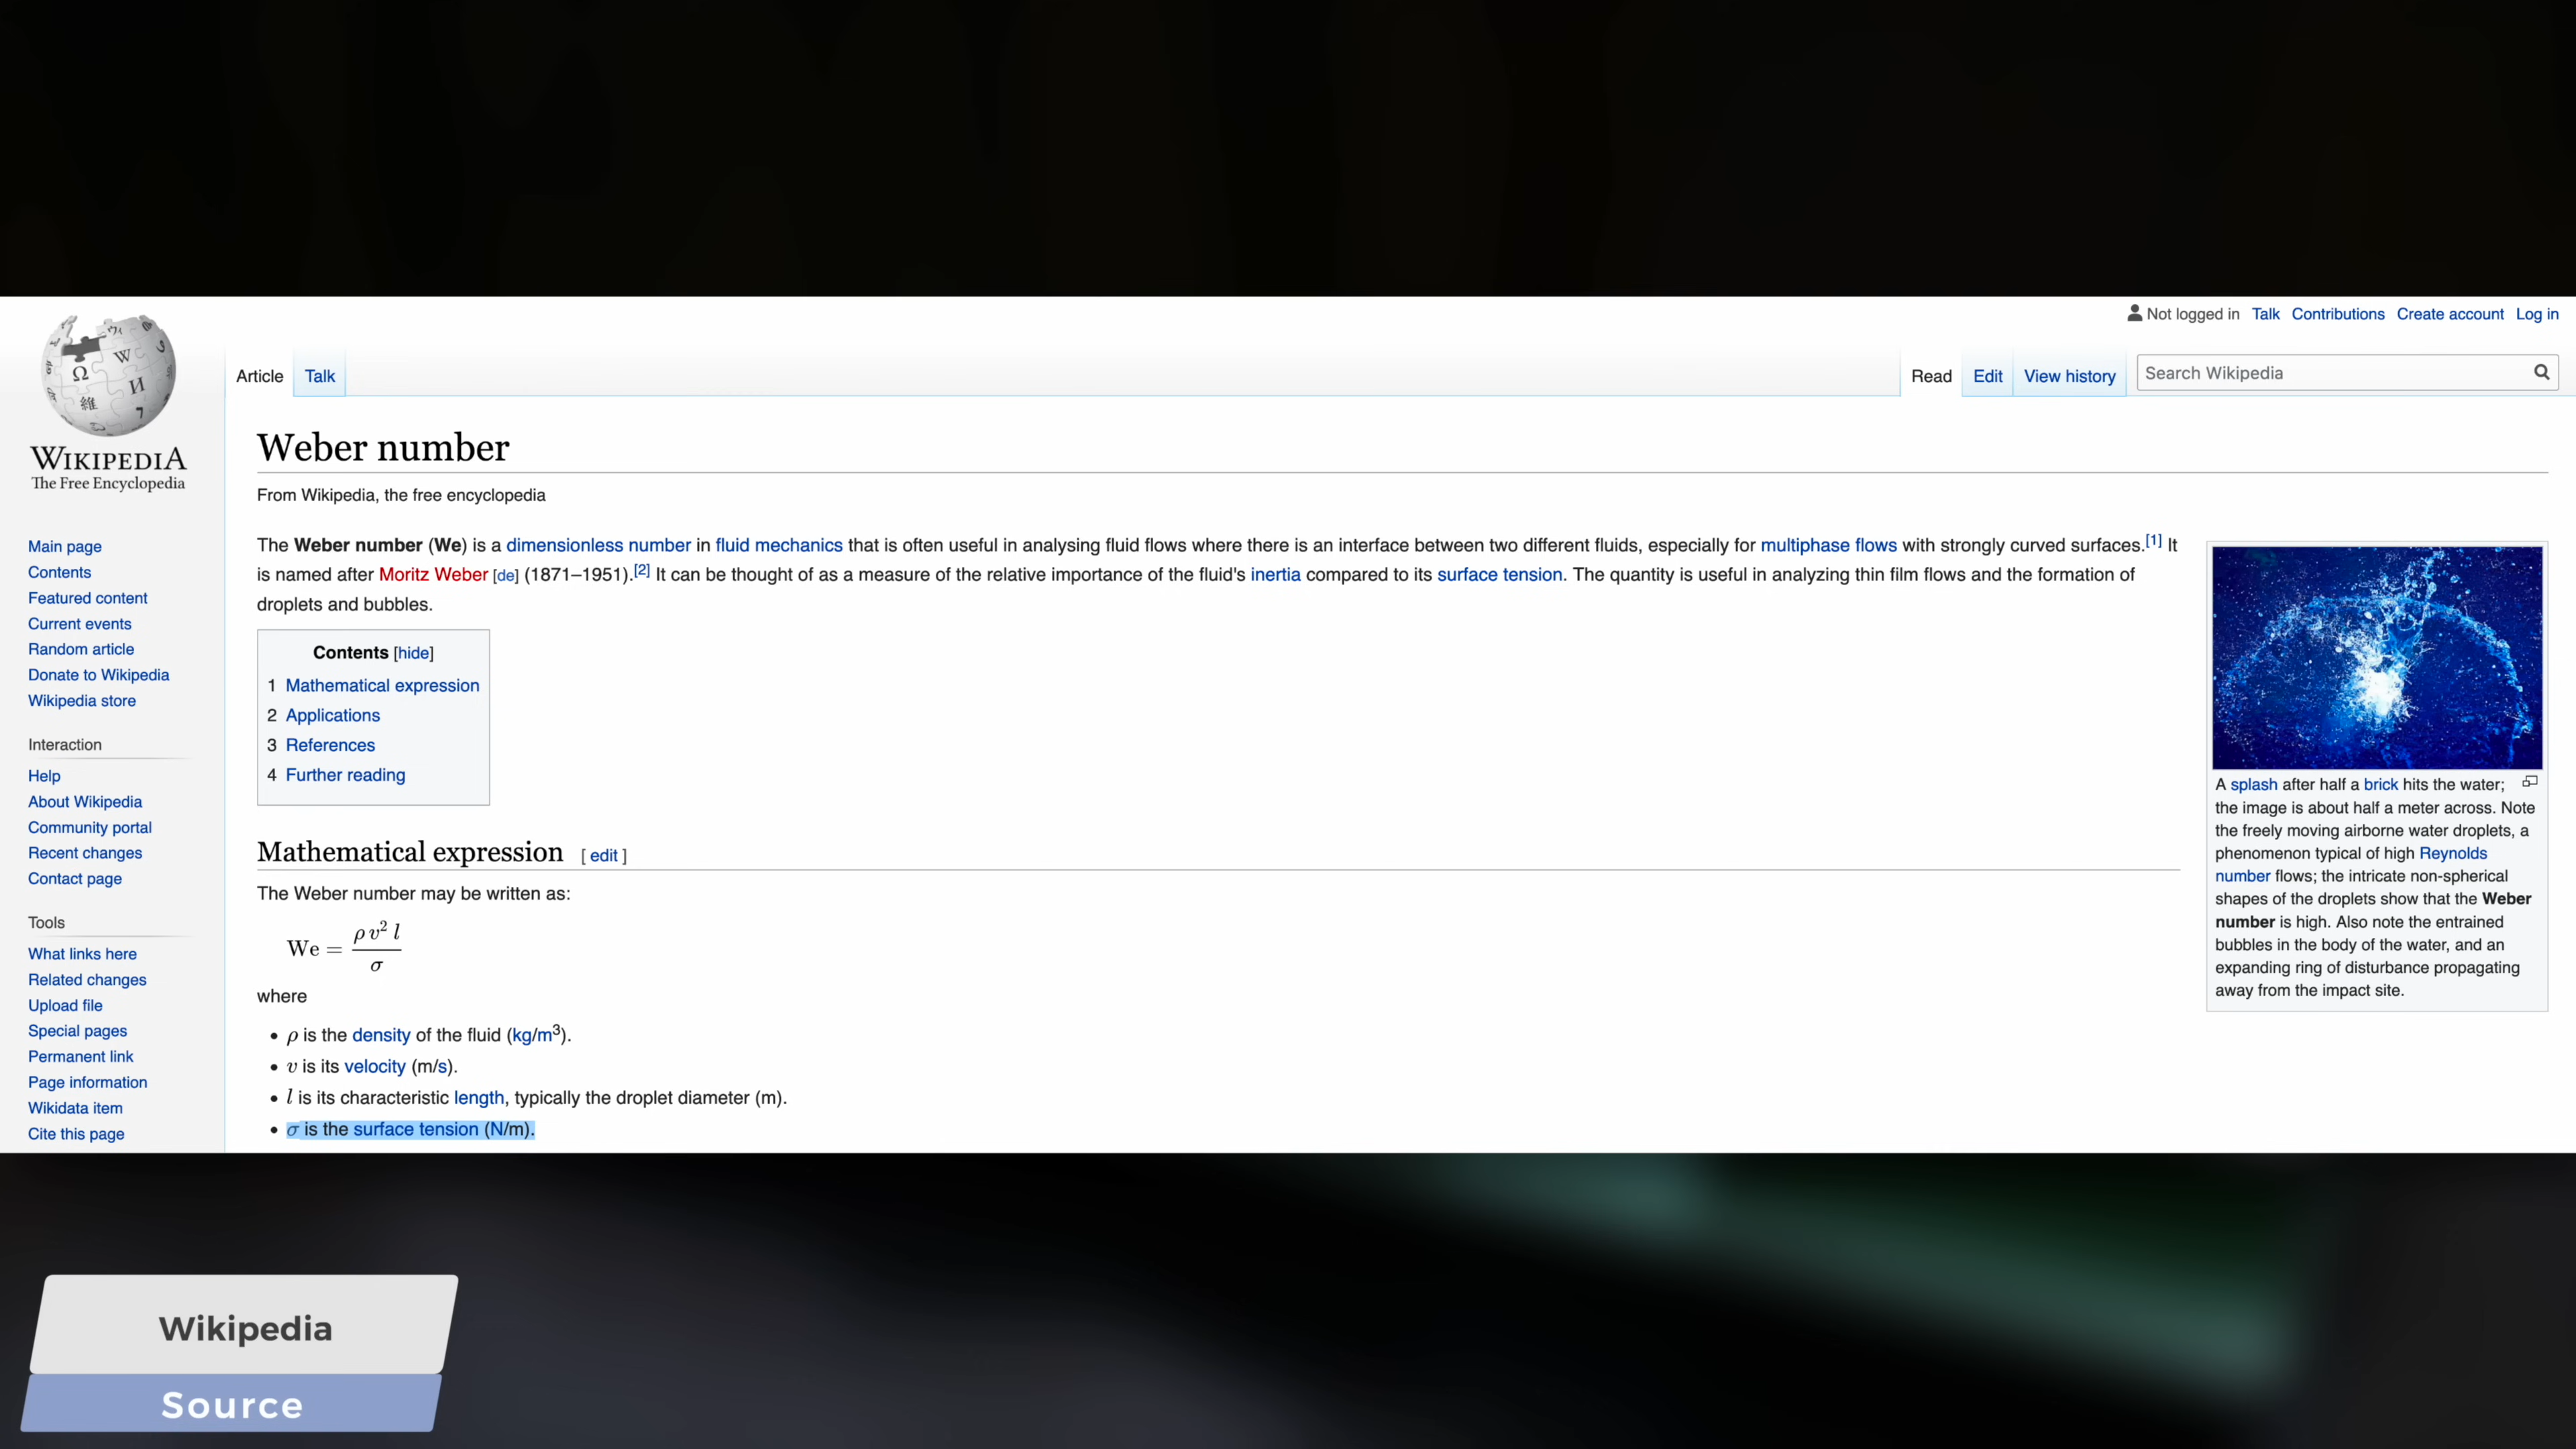 Not logged in Talk Contributions Create account Log in
WIKIPEDIA
The Free Encyclopedia
Article Talk
Read Edit View history Search Wikipedia
Main page
Contents
Featured content
Current events
Random article
Donate to Wikipedia
Wikipedia store
Interaction
Help
About Wikipedia
Community portal
Recent changes
Contact page
Tools
What links here
Related changes
Upload file
Special pages
Permanent link
Page information
Wikidata item
Cite this page
Weber number
From Wikipedia, the free encyclopedia
The Weber number (We) is a dimensionless number in fluid mechanics that is often useful in analysing fluid flows where there is an interface between two different fluids, especially for multiphase flows with strongly curved surfaces.[1] It
is named after Moritz Weber [de] (1871–1951).[2] It can be thought of as a measure of the relative importance of the fluid's inertia compared to its surface tension. The quantity is useful in analyzing thin film flows and the formation of
droplets and bubbles.
Contents [hide]
1 Mathematical expression
2 Applications
3 References
4 Further reading
Mathematical expression [ edit ]
The Weber number may be written as:
We = ρ v² l / σ
where
• ρ is the density of the fluid (kg/m³).
• v is its velocity (m/s).
• l is its characteristic length, typically the droplet diameter (m).
• σ is the surface tension (N/m).
A splash after half a brick hits the water;
the image is about half a meter across. Note
the freely moving airborne water droplets, a
phenomenon typical of high Reynolds
number flows; the intricate non-spherical
shapes of the droplets show that the Weber
number is high. Also note the entrained
bubbles in the body of the water, and an
expanding ring of disturbance propagating
away from the impact site.
Wikipedia
Source